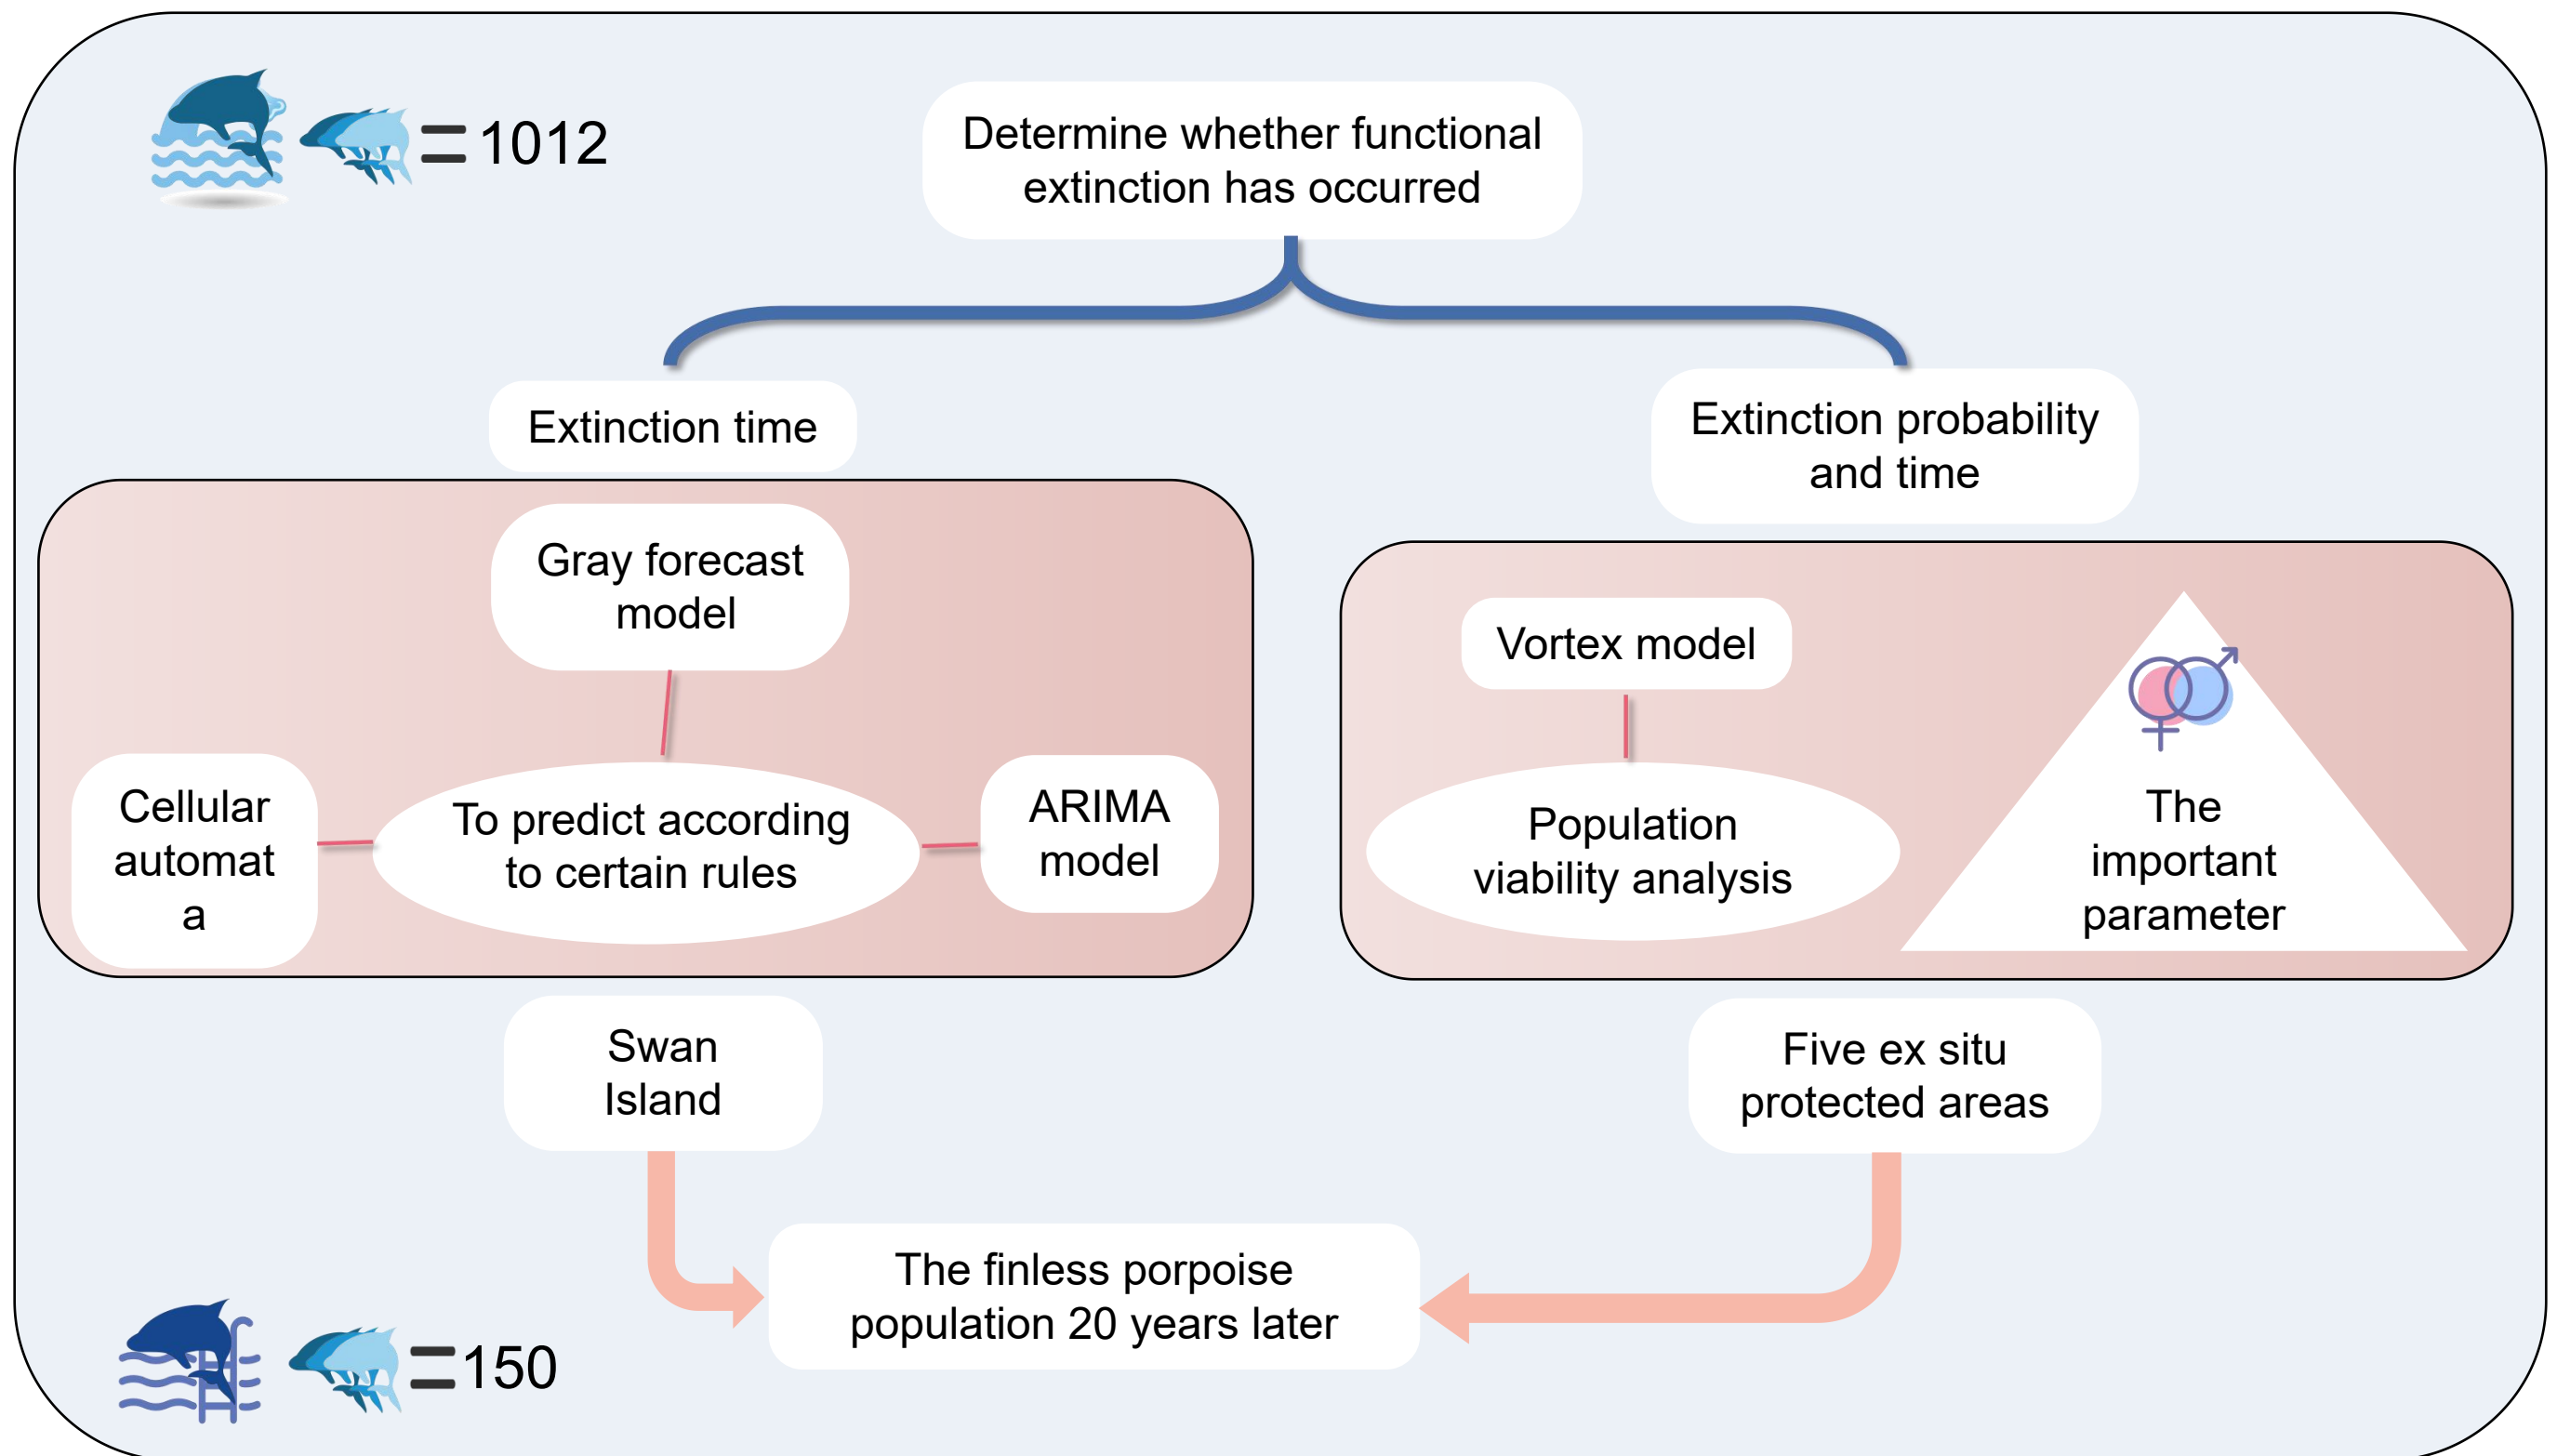 = 1012
Determine whether functional
extinction has occurred
Extinction time
Extinction probability
and time
Gray forecast
model
Cellular
automat
a
To predict according
to certain rules
ARIMA
model
Vortex model
Population
viability analysis
The
important
parameter
Swan
Island
Five ex situ
protected areas
The finless porpoise
population 20 years later
=150